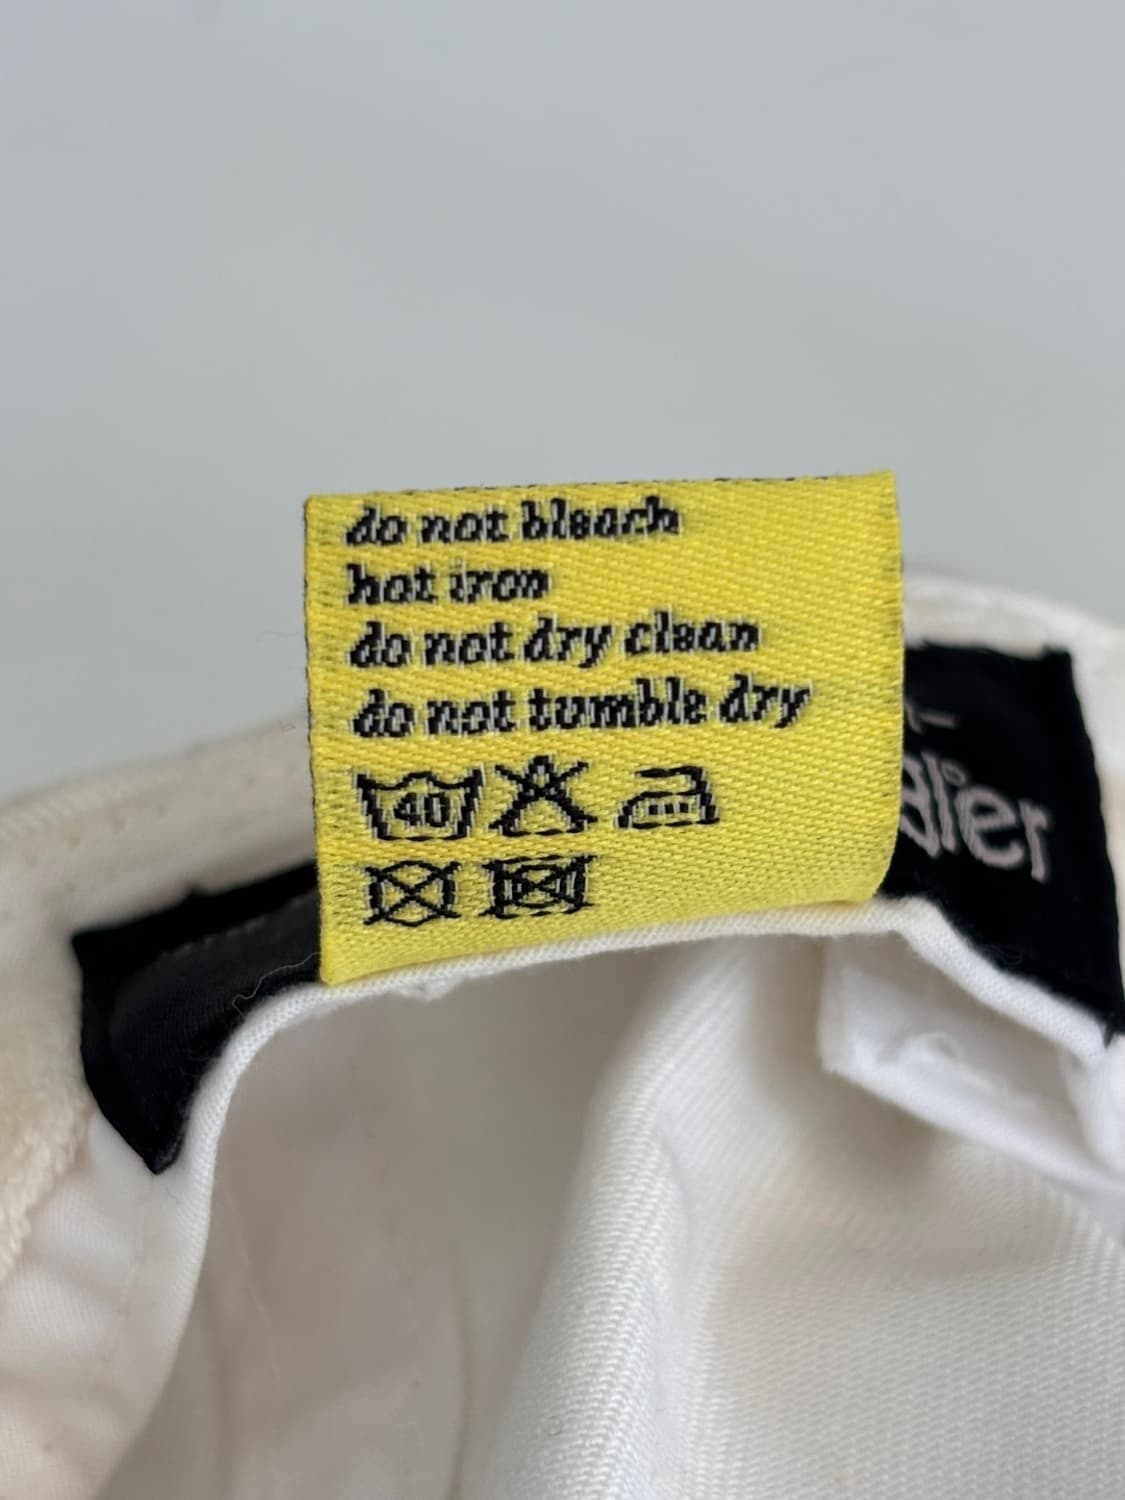 do not bleach
hot iron
do not dry clean
do not tumble dry
40